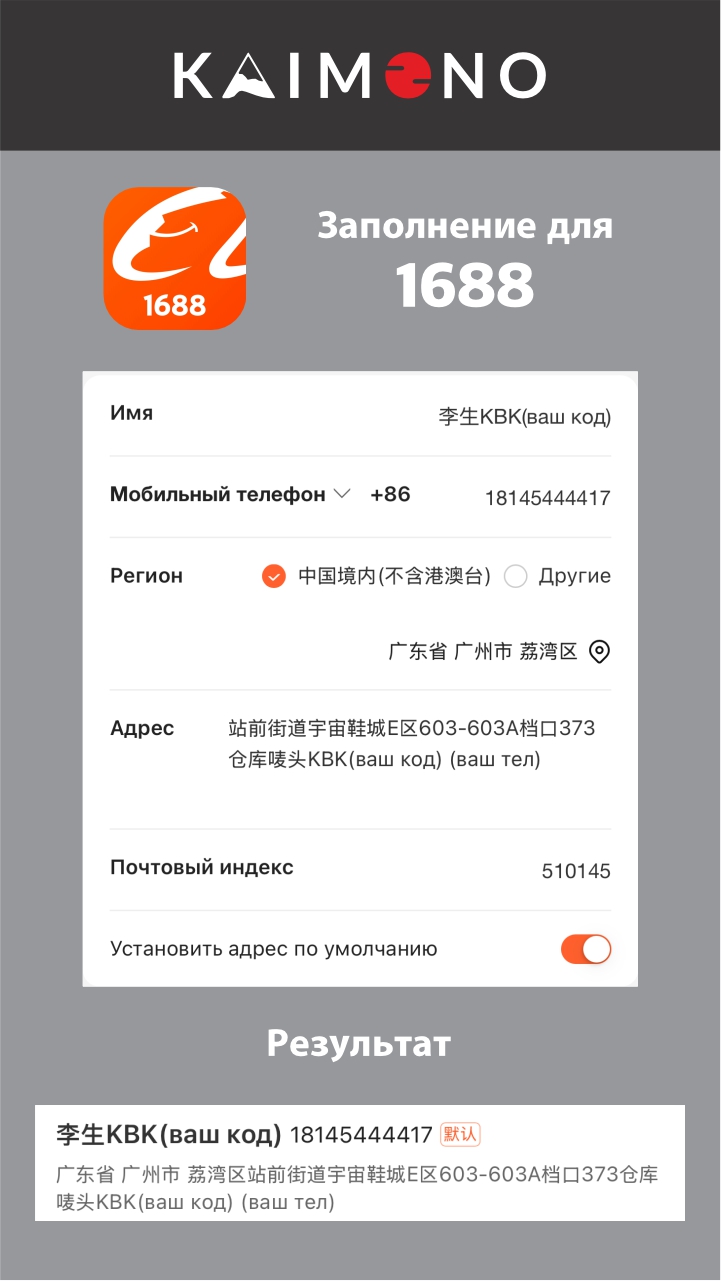 KAIMONO
1688
Заполнение для
1688
Имя 李生KBK(ваш код)
Мобильный телефон +86 18145444417
Регион 中国境内(不含港澳台) Другие
广东省 广州市 荔湾区
Адрес 站前街道宇宙鞋城E区603-603A档口373
仓库唛头KBK(ваш код) (ваш тел)
Почтовый индекс 510145
Установить адрес по умолчанию
Результат
李生KBK(ваш код) 18145444417 默认
广东省 广州市 荔湾区站前街道宇宙鞋城E区603-603A档口373仓库
唛头KBK(ваш код) (ваш тел)